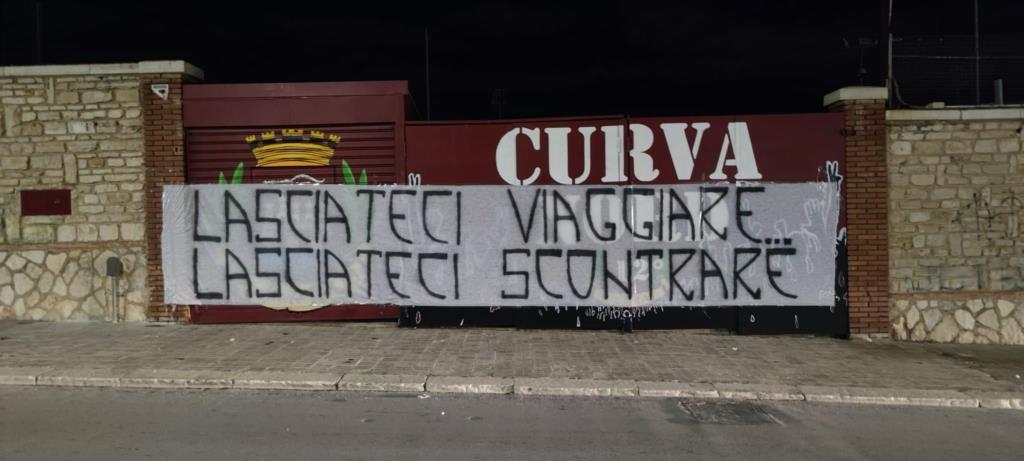 CURVA
LASCIATECI VIAGGIARE...
LASCIATECI SCONTRARE